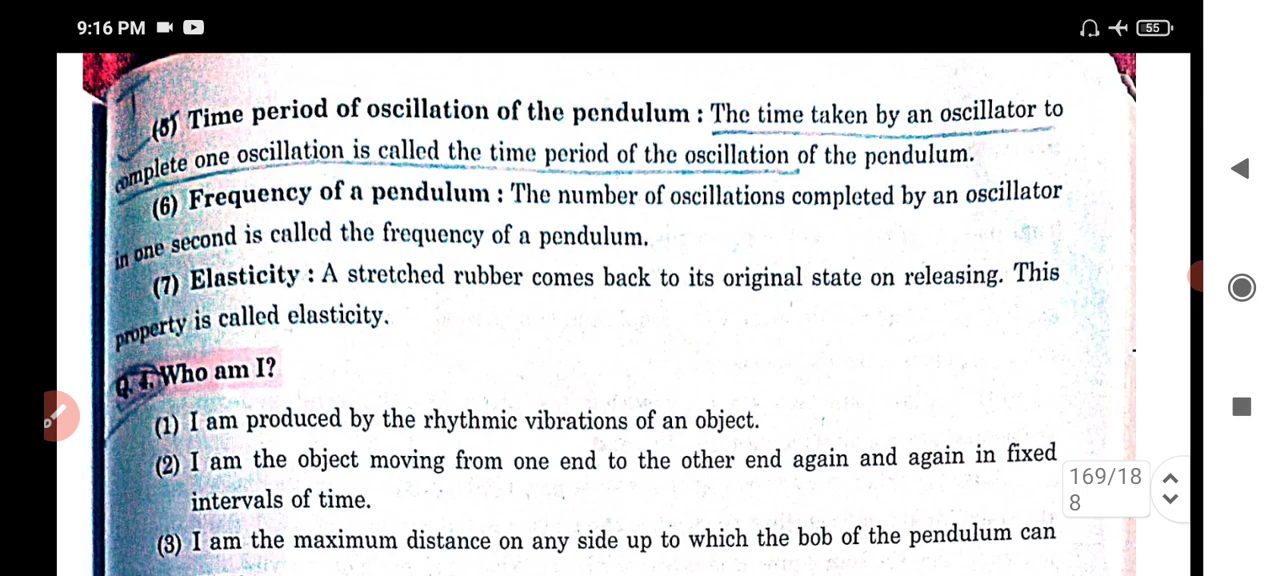 9:16 PM
55
(5) Time period of oscillation of the pendulum : The time taken by an oscillator to
complete one oscillation is called the time period of the oscillation of the pendulum.
(6) Frequency of a pendulum : The number of oscillations completed by an oscillator
in one second is called the frequency of a pendulum.
(7) Elasticity : A stretched rubber comes back to its original state on releasing. This
property is called elasticity.
Q. 4. Who am I?
(1) I am produced by the rhythmic vibrations of an object.
(2) I am the object moving from one end to the other end again and again in fixed
intervals of time.
(3) I am the maximum distance on any side up to which the bob of the pendulum can
169/18
8